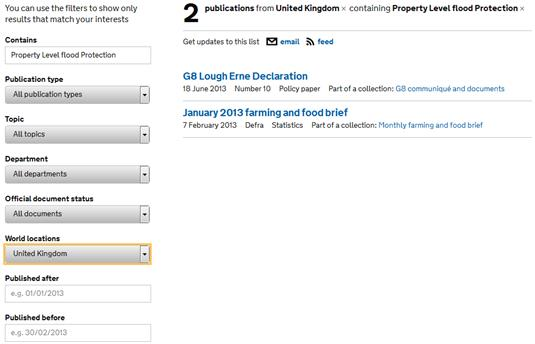 You can use the filters to show only
results that match your interests
Contains
Property Level flood Protection
Publication type
All publication types
Topic
All topics
Department
All departments
Official document status
All documents
World locations
United Kingdom
Published after
e.g. 01/01/2013
Published before
e.g. 30/02/2013
2 publications from United Kingdom × containing Property Level flood Protection ×
Get updates to this list email feed
G8 Lough Erne Declaration
18 June 2013 Number 10 Policy paper Part of a collection: G8 communiqué and documents
January 2013 farming and food brief
7 February 2013 Defra Statistics Part of a collection: Monthly farming and food brief